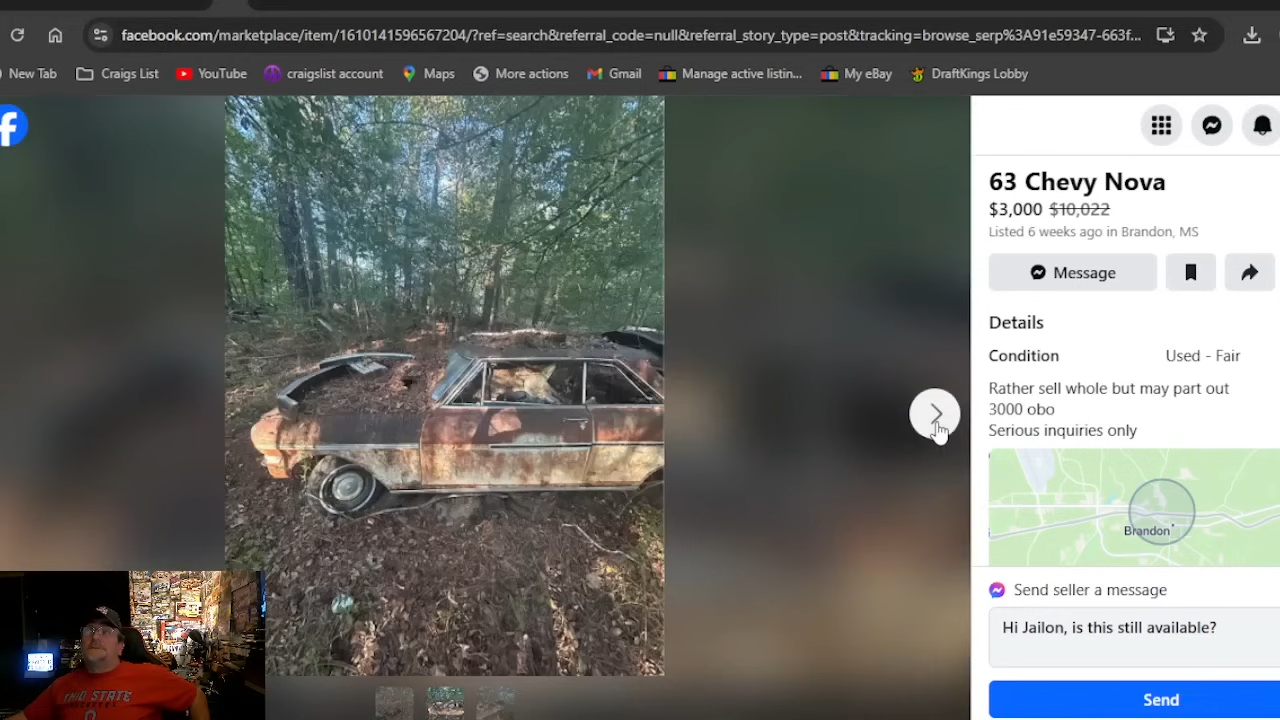 facebook.com/marketplace/item/1610141596567204/?ref=search&referral_code=null&referral_story_type=post&tracking=browse_serp%3A91e59347-663f...
New Tab Craigs List YouTube craigslist account Maps More actions Gmail Manage active listin... My eBay DraftKings Lobby
63 Chevy Nova
$3,000 $10,022
Listed 6 weeks ago in Brandon, MS
Message
Details
Condition Used - Fair
Rather sell whole but may part out
3000 obo
Serious inquiries only
Brandon
Send seller a message
Hi Jailon, is this still available?
Send
OHIO STATE